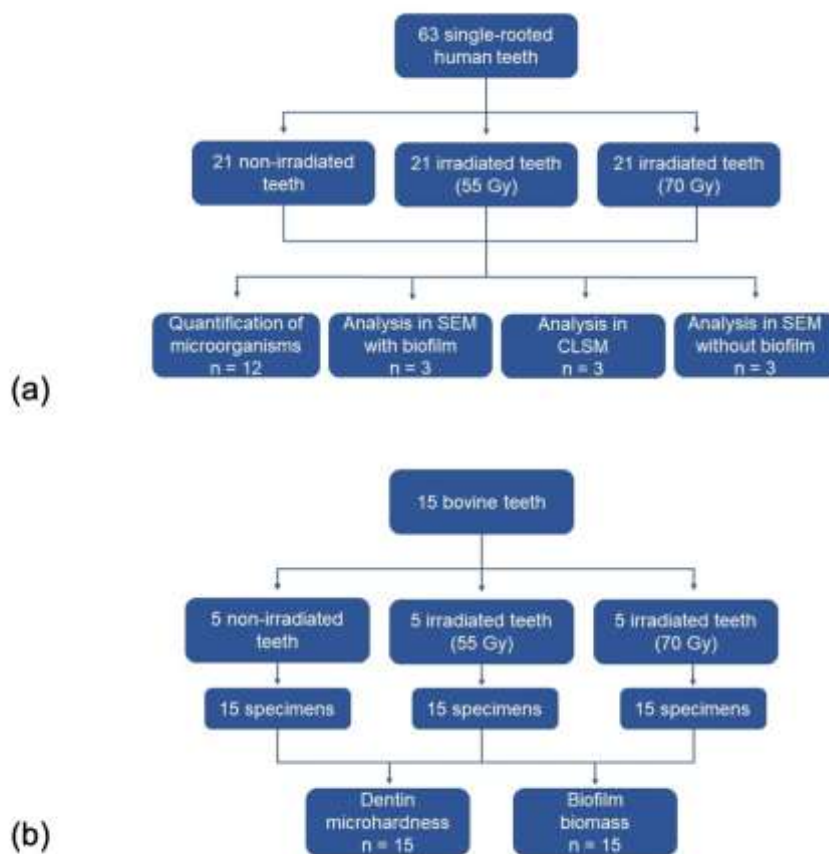 63 single-rooted
human teeth
21 non-irradiated
teeth
21 irradiated teeth
(55 Gy)
21 irradiated teeth
(70 Gy)
Quantification of
microorganisms
n = 12
Analysis in SEM
with biofilm
n = 3
Analysis in
CLSM
n = 3
Analysis in SEM
without biofilm
n = 3
(a)
15 bovine teeth
5 non-irradiated
teeth
5 irradiated teeth
(55 Gy)
5 irradiated teeth
(70 Gy)
15 specimens
15 specimens
15 specimens
Dentin
microhardness
n = 15
Biofilm
biomass
n = 15
(b)